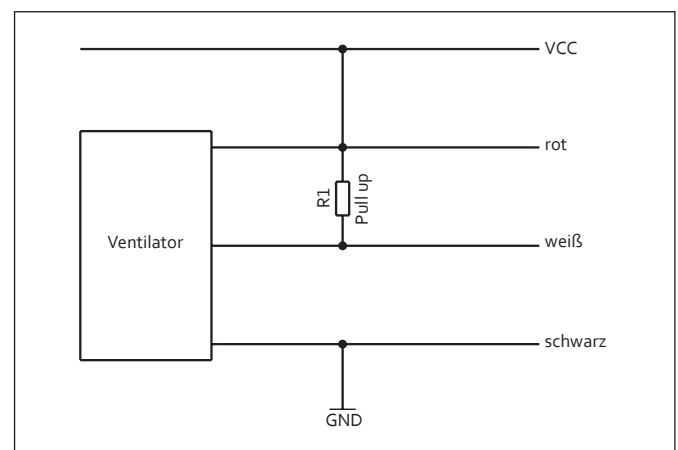 VCC
rot
R1
Pull up
Ventilator
weiß
schwarz
GND